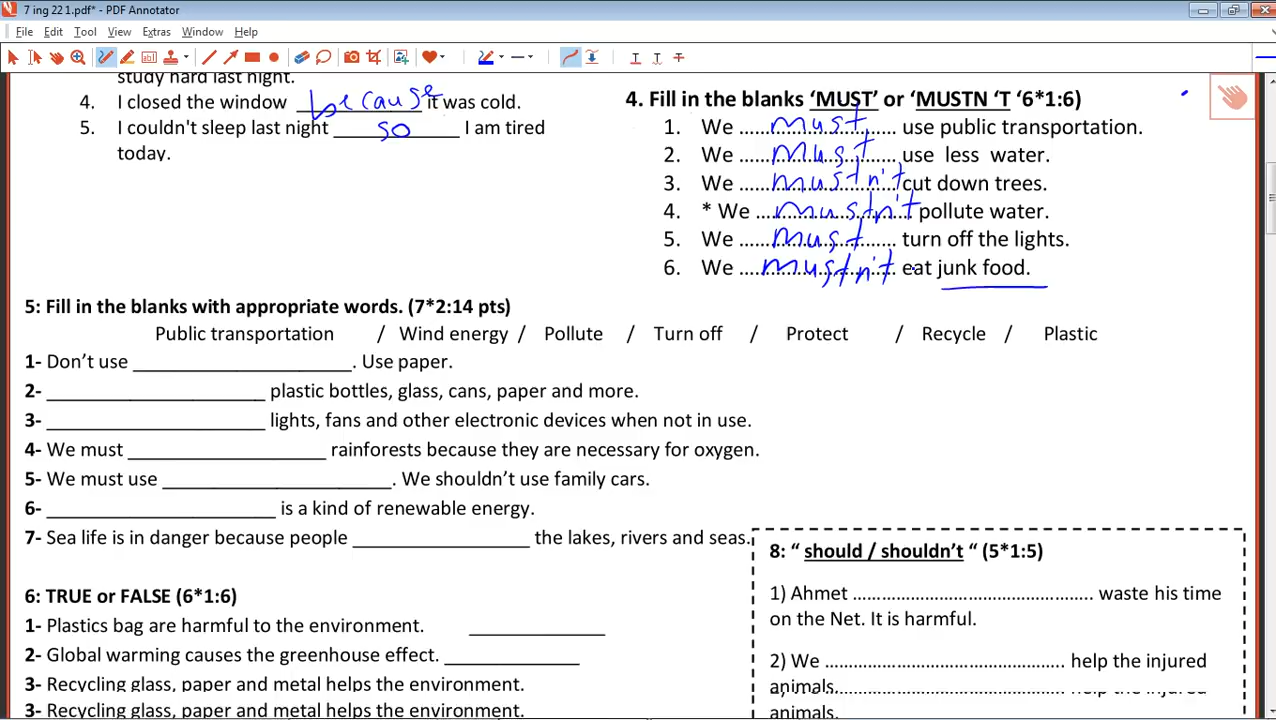 7 ing 22 1.pdf* - PDF Annotator
File Edit Tool View Extras Window Help
study hard last night.
4. I closed the window because it was cold.
5. I couldn't sleep last night so I am tired
today.
4. Fill in the blanks ‘MUST’ or ‘MUSTN ‘T ‘6*1:6)
1. We ......must...... use public transportation.
2. We ......must...... use less water.
3. We ......mustn't...... cut down trees.
4. * We ......mustn't...... pollute water.
5. We ......must...... turn off the lights.
6. We ......mustn't...... eat junk food.
5: Fill in the blanks with appropriate words. (7*2:14 pts)
Public transportation / Wind energy / Pollute / Turn off / Protect / Recycle / Plastic
1- Don’t use ____________________. Use paper.
2- ____________________ plastic bottles, glass, cans, paper and more.
3- ____________________ lights, fans and other electronic devices when not in use.
4- We must ____________________ rainforests because they are necessary for oxygen.
5- We must use ____________________. We shouldn’t use family cars.
6- ____________________ is a kind of renewable energy.
7- Sea life is in danger because people ________________ the lakes, rivers and seas.
6: TRUE or FALSE (6*1:6)
1- Plastics bag are harmful to the environment. ____________
2- Global warming causes the greenhouse effect. ____________
3- Recycling glass, paper and metal helps the environment.
3- Recycling glass, paper and metal helps the environment.
8: “ should / shouldn’t “ (5*1:5)
1) Ahmet ................................................ waste his time
on the Net. It is harmful.
2) We ................................................ help the injured
animals. ................................................ help the injured
animals.